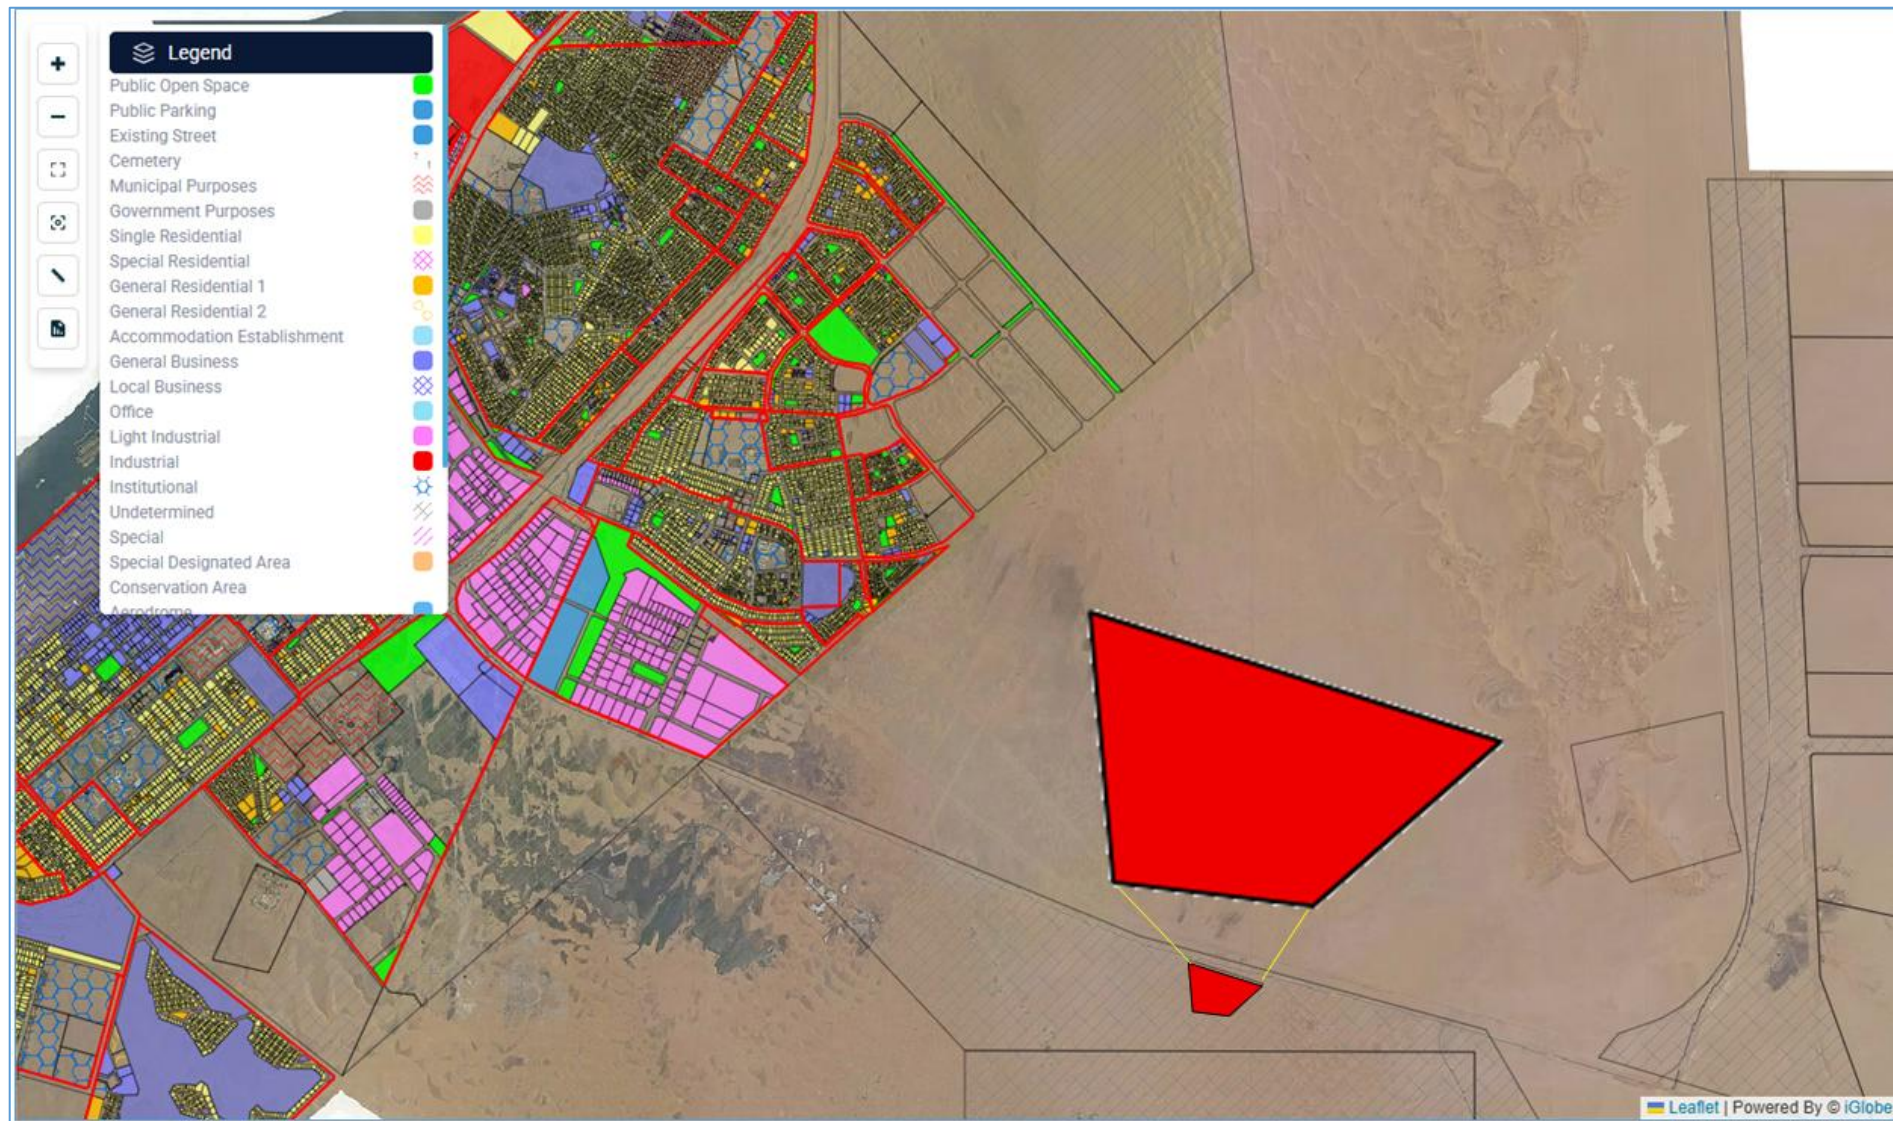 Legend
Public Open Space
Public Parking
Existing Street
Cemetery
Municipal Purposes
Government Purposes
Single Residential
Special Residential
General Residential 1
General Residential 2
Accommodation Establishment
General Business
Local Business
Office
Light Industrial
Industrial
Institutional
Undetermined
Special
Special Designated Area
Conservation Area
Aerodrome
Leaflet | Powered By © iGlobe